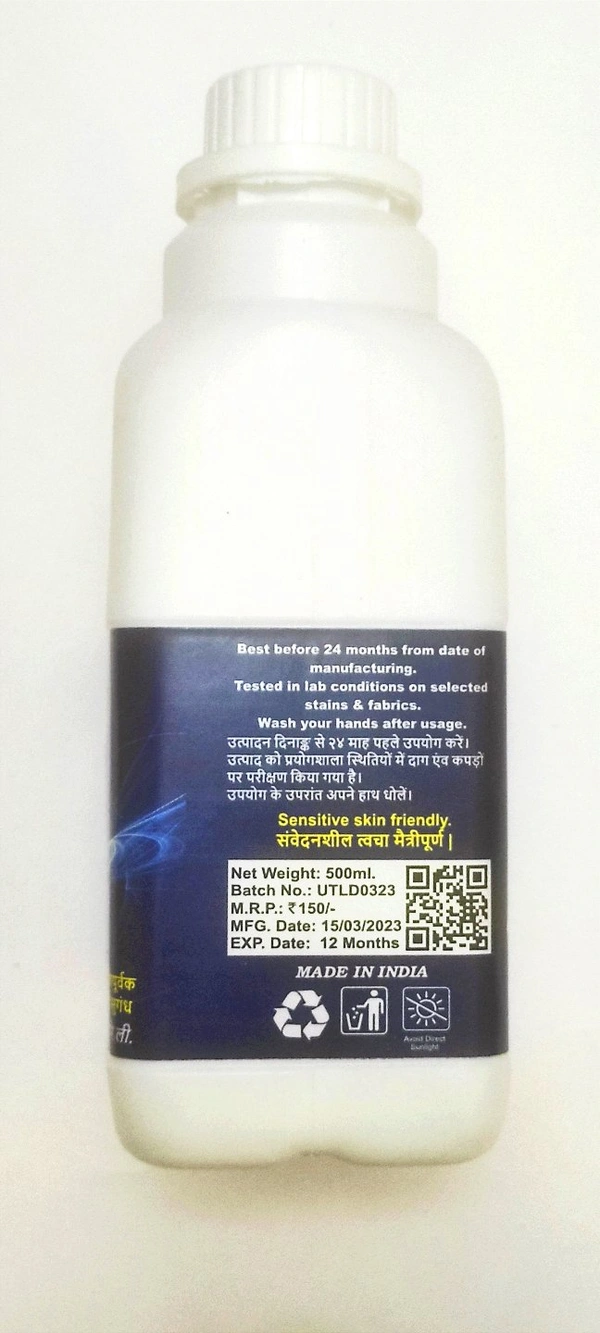 Best before 24 months from date of
manufacturing.
Tested in lab conditions on selected
stains & fabrics.
Wash your hands after usage.
उत्पादन दिनाङ्क से २४ माह पहले उपयोग करें।
उत्पाद को प्रयोगशाला स्थितियों में दाग एंव कपड़ो
पर परीक्षण किया गया है।
उपयोग के उपरांत अपने हाथ धोलें।
Sensitive skin friendly.
संवेदनशील त्वचा मैत्रीपूर्ण |
Net Weight: 500ml.
Batch No.: UTLD0323
M.R.P.: ₹150/-
MFG. Date: 15/03/2023
EXP. Date: 12 Months
MADE IN INDIA
Avoid Direct
Sunlight
ली.